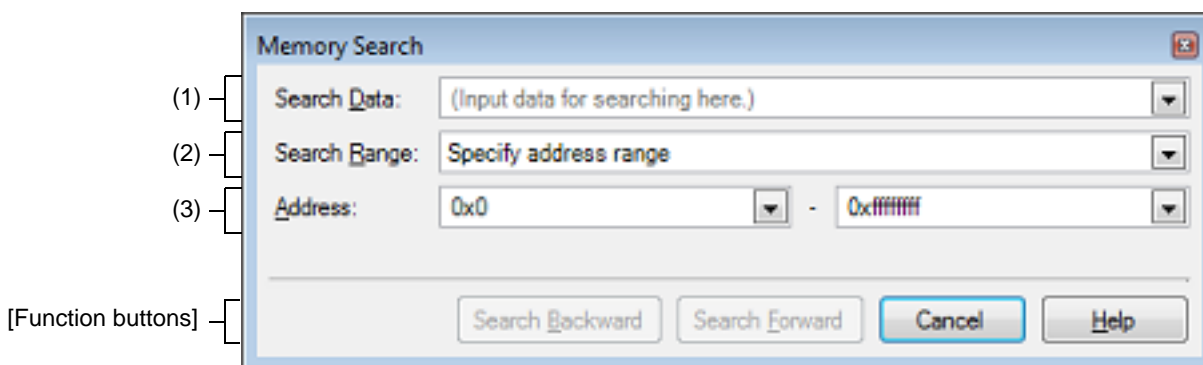 Memory Search
(1) Search Data: (Input data for searching here.)
(2) Search Range: Specify address range
(3) Address: 0x0 - 0xffffffff
[Function buttons] Search Backward Search Forward Cancel Help